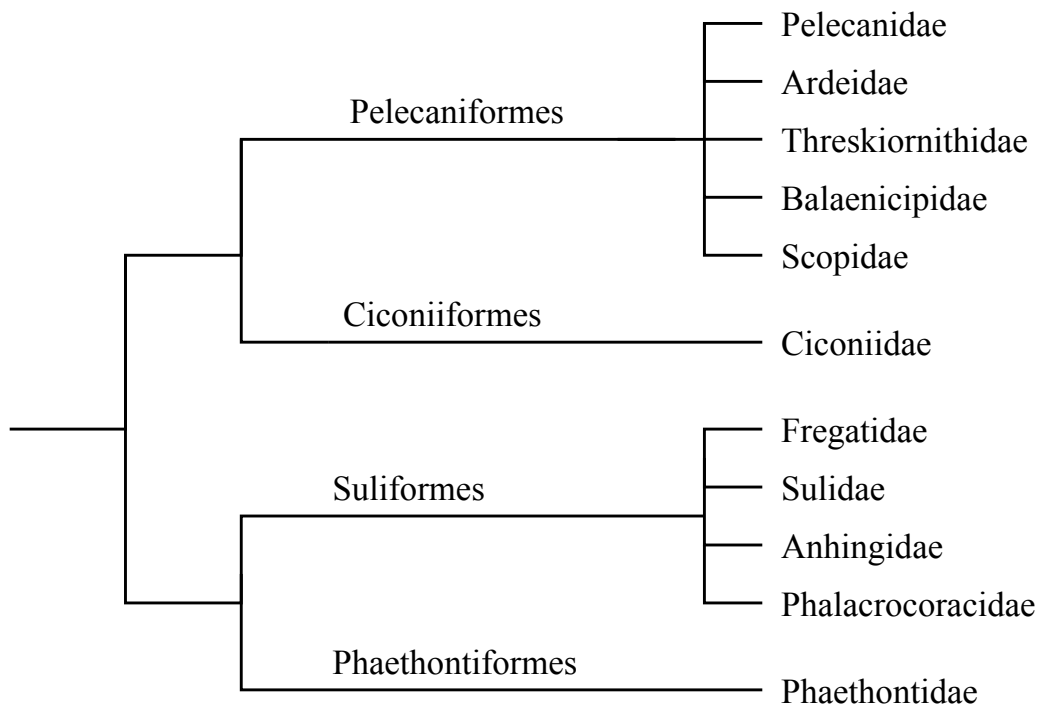 Pelecanidae
Ardeidae
Pelecaniformes
Threskiornithidae
Balaenicipidae
Scopidae
Ciconiiformes
Ciconiidae
Fregatidae
Suliformes
Sulidae
Anhingidae
Phalacrocoracidae
Phaethontiformes
Phaethontidae